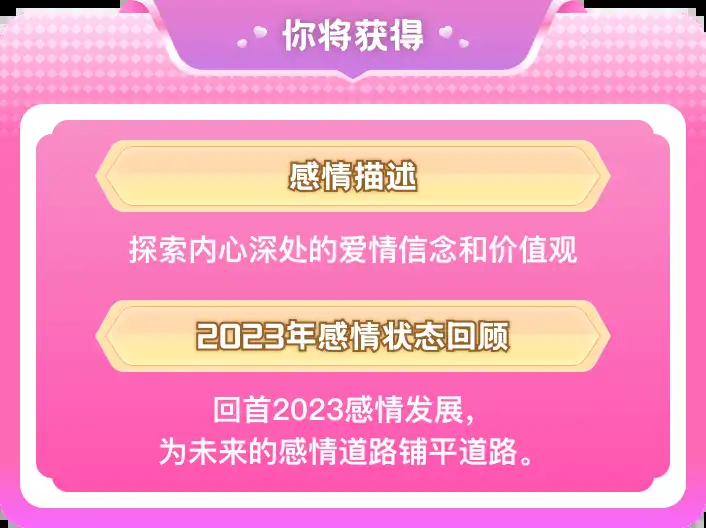 你将获得
感情描述
探索内心深处的爱情信念和价值观
2023年感情状态回顾
回首2023感情发展，
为未来的感情道路铺平道路。